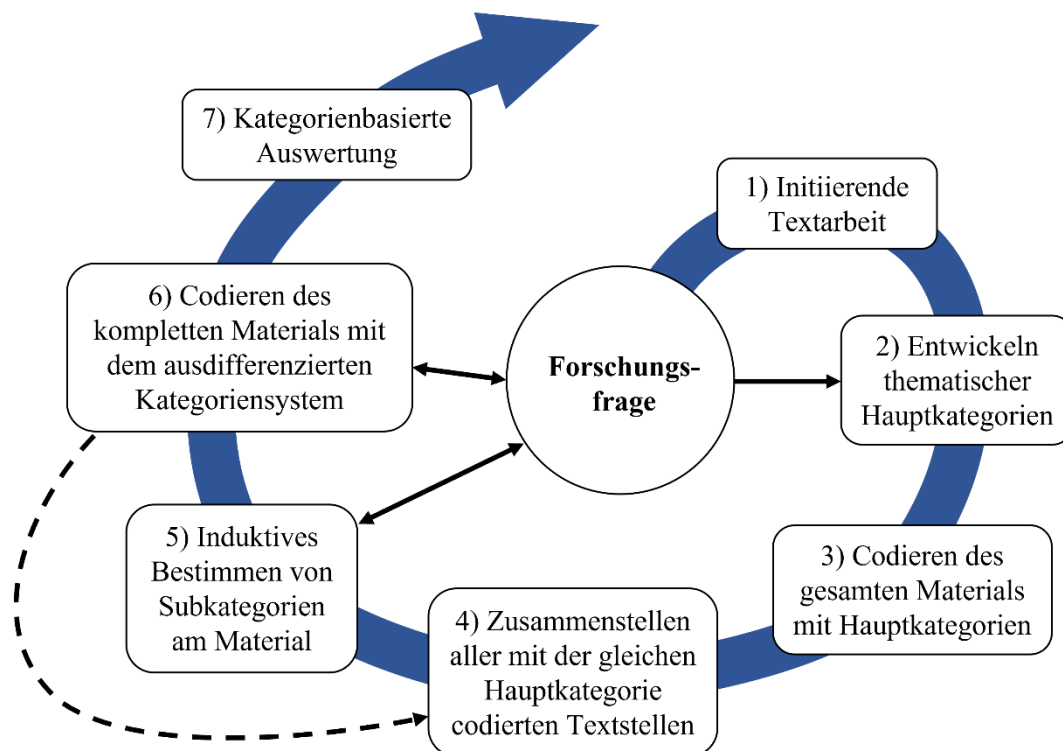 7) Kategorienbasierte
Auswertung
1) Initiierende
Textarbeit
6) Codieren des
kompletten Materials mit
dem ausdifferenzierten
Kategoriensystem
Forschungs-
frage
2) Entwickeln
thematischer
Hauptkategorien
5) Induktives
Bestimmen von
Subkategorien
am Material
4) Zusammenstellen
aller mit der gleichen
Hauptkategorie
codierten Textstellen
3) Codieren des
gesamten Materials
mit Hauptkategorien